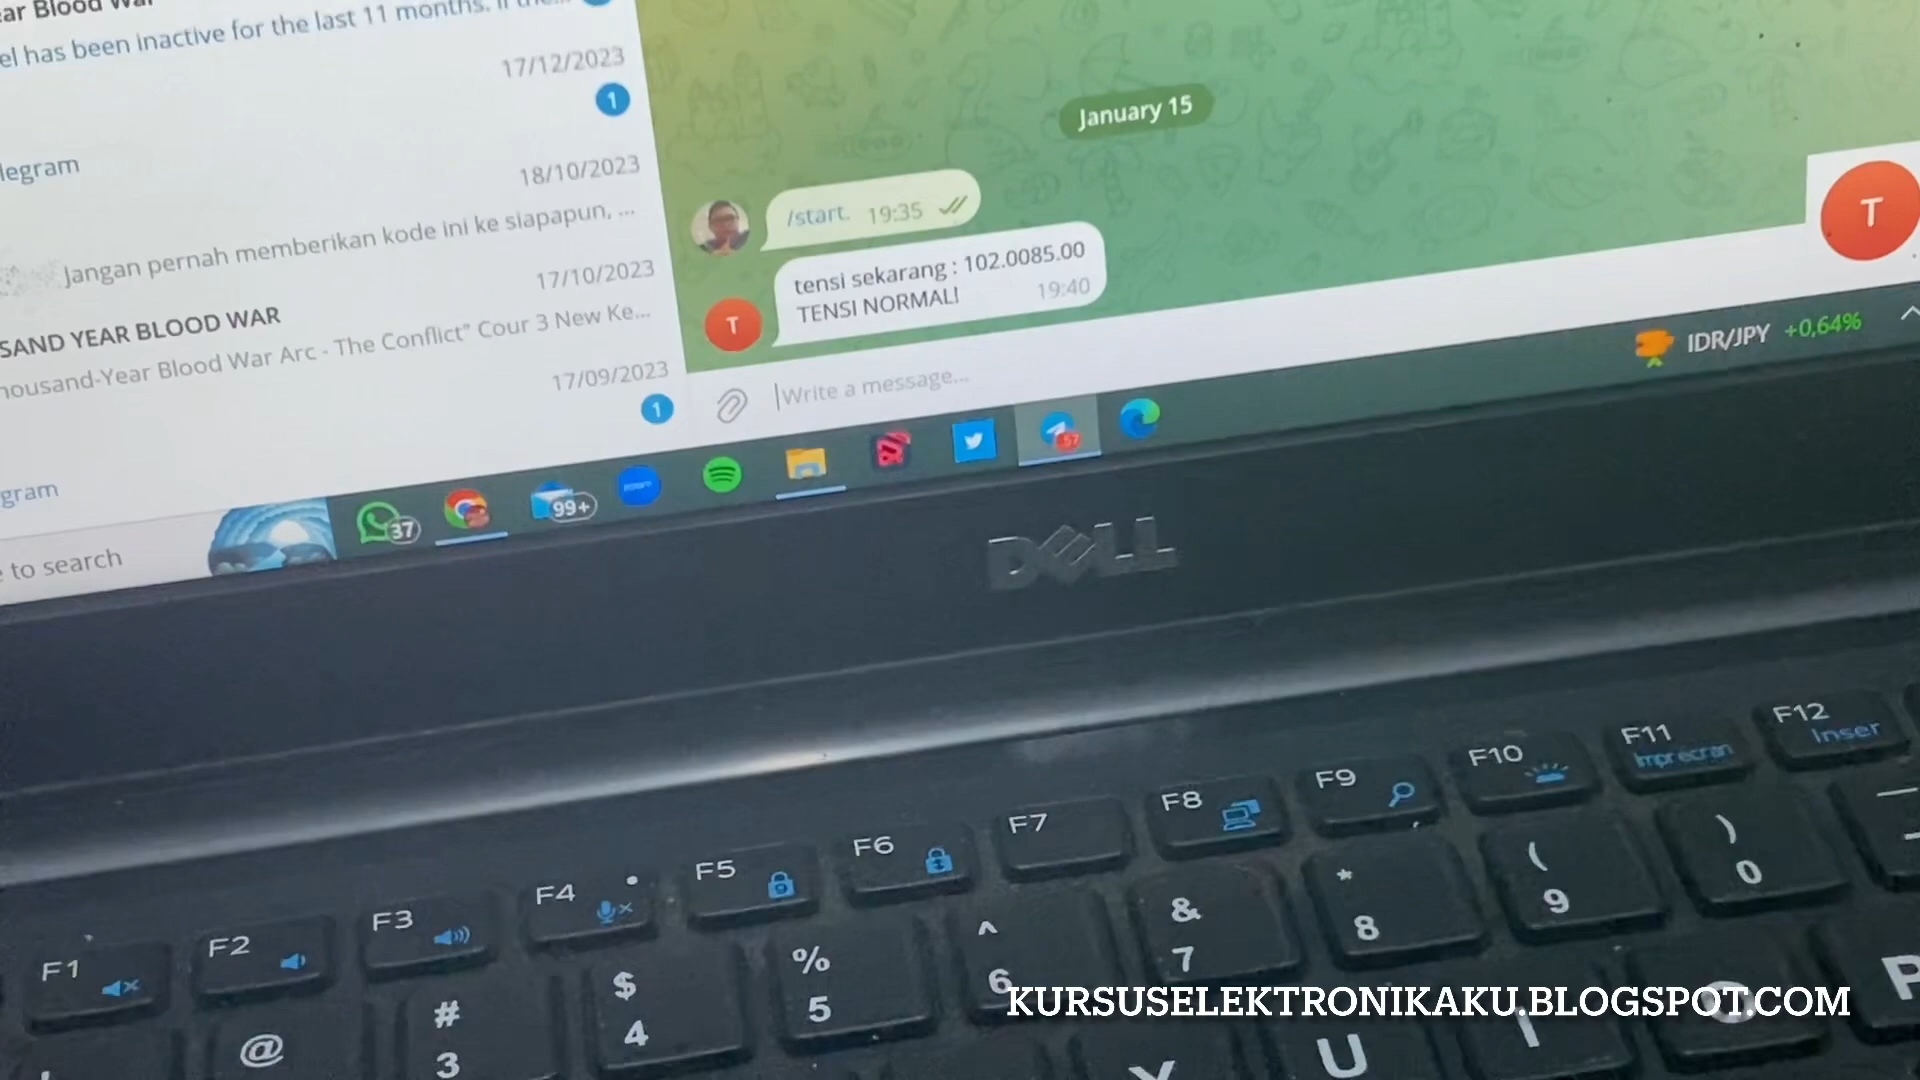 ar Blood
el has been inactive for the last 11 months.
17/12/2023
1
legram
18/10/2023
Jangan pernah memberikan kode ini ke siapapun, ...
17/10/2023
SAND YEAR BLOOD WAR
housand-Year Blood War Arc - The Conflict" Cour 3 New Ke...
17/09/2023
1
gram
January 15
/start. 19:35
tensi sekarang : 102.0085.00
TENSI NORMAL!
19:40
T
T
Write a message...
IDR/JPY +0,64%
to search
37
99+
57
DELL
F1
F2
F3
F4
F5
F6
F7
F8
F9
F10
F11
Impr ecran
F12
Inser
@
#
3
$
4
%
5
^
6
&
7
*
8
(
9
)
0
U
I
P
KURSUSELEKTRONIKAKU.BLOGSPOT.COM